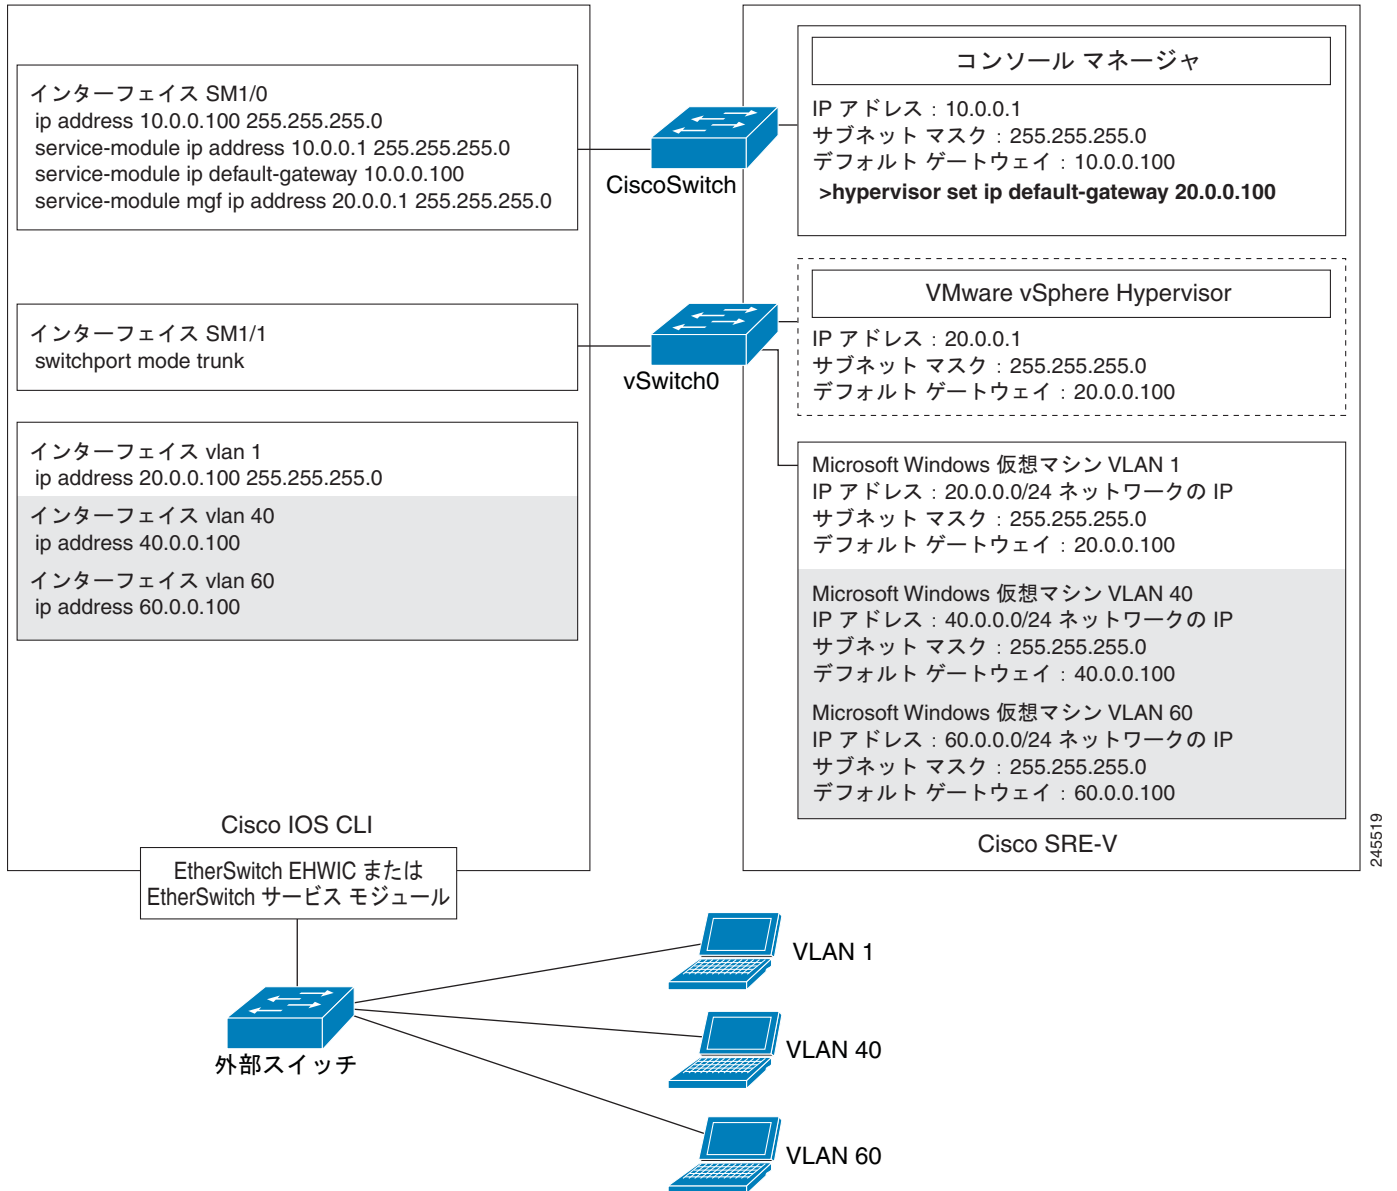 インターフェイス SM1/0
ip address 10.0.0.100 255.255.255.0
service-module ip address 10.0.0.1 255.255.255.0
service-module ip default-gateway 10.0.0.100
service-module mgf ip address 20.0.0.1 255.255.255.0
インターフェイス SM1/1
switchport mode trunk
インターフェイス vlan 1
ip address 20.0.0.100 255.255.255.0
インターフェイス vlan 40
ip address 40.0.0.100
インターフェイス vlan 60
ip address 60.0.0.100
Cisco IOS CLI
EtherSwitch EHWIC または
EtherSwitch サービス モジュール
CiscoSwitch
vSwitch0
コンソール マネージャ
IP アドレス : 10.0.0.1
サブネット マスク : 255.255.255.0
デフォルト ゲートウェイ : 10.0.0.100
>hypervisor set ip default-gateway 20.0.0.100
VMware vSphere Hypervisor
IP アドレス : 20.0.0.1
サブネット マスク : 255.255.255.0
デフォルト ゲートウェイ : 20.0.0.100
Microsoft Windows 仮想マシン VLAN 1
IP アドレス : 20.0.0.0/24 ネットワークの IP
サブネット マスク : 255.255.255.0
デフォルト ゲートウェイ : 20.0.0.100
Microsoft Windows 仮想マシン VLAN 40
IP アドレス : 40.0.0.0/24 ネットワークの IP
サブネット マスク : 255.255.255.0
デフォルト ゲートウェイ : 40.0.0.100
Microsoft Windows 仮想マシン VLAN 60
IP アドレス : 60.0.0.0/24 ネットワークの IP
サブネット マスク : 255.255.255.0
デフォルト ゲートウェイ : 60.0.0.100
Cisco SRE-V
245519
外部スイッチ
VLAN 1
VLAN 40
VLAN 60